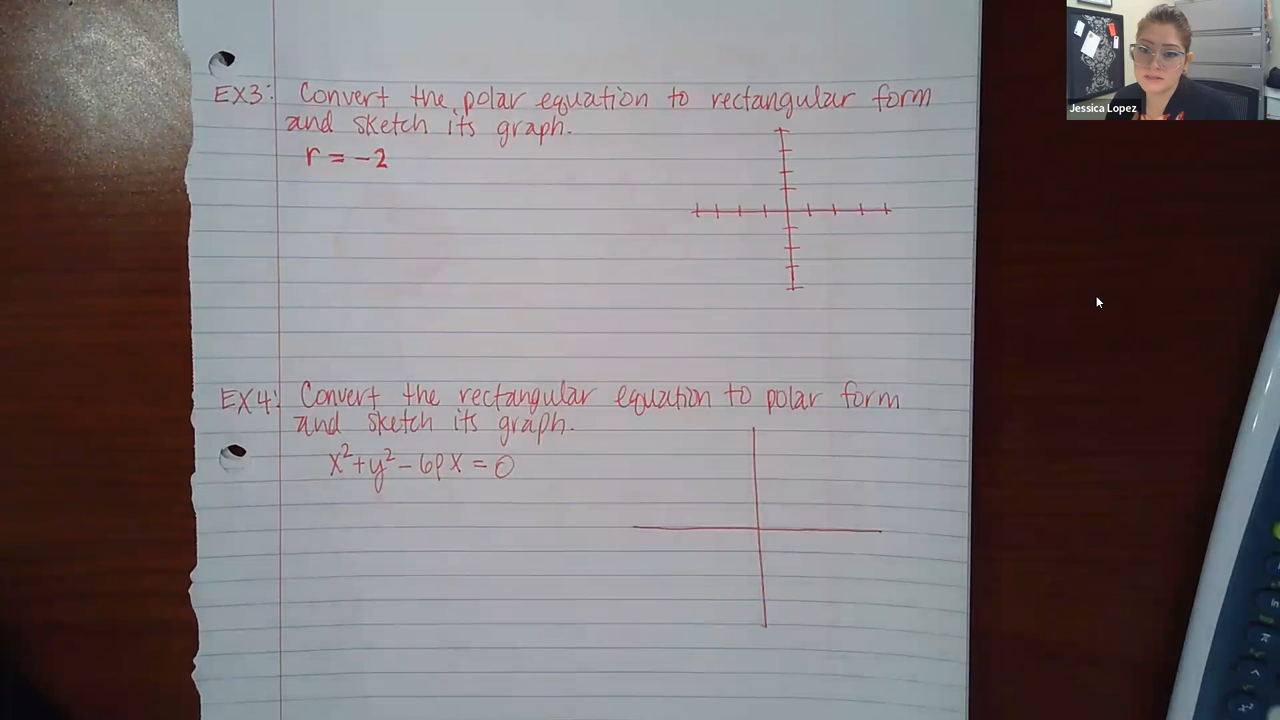 EX3: Convert the polar equation to rectangular form
and sketch its graph.
r = -2
EX4: Convert the rectangular equation to polar form
and sketch its graph.
x² + y² - 6px = 0
Jessica Lopez